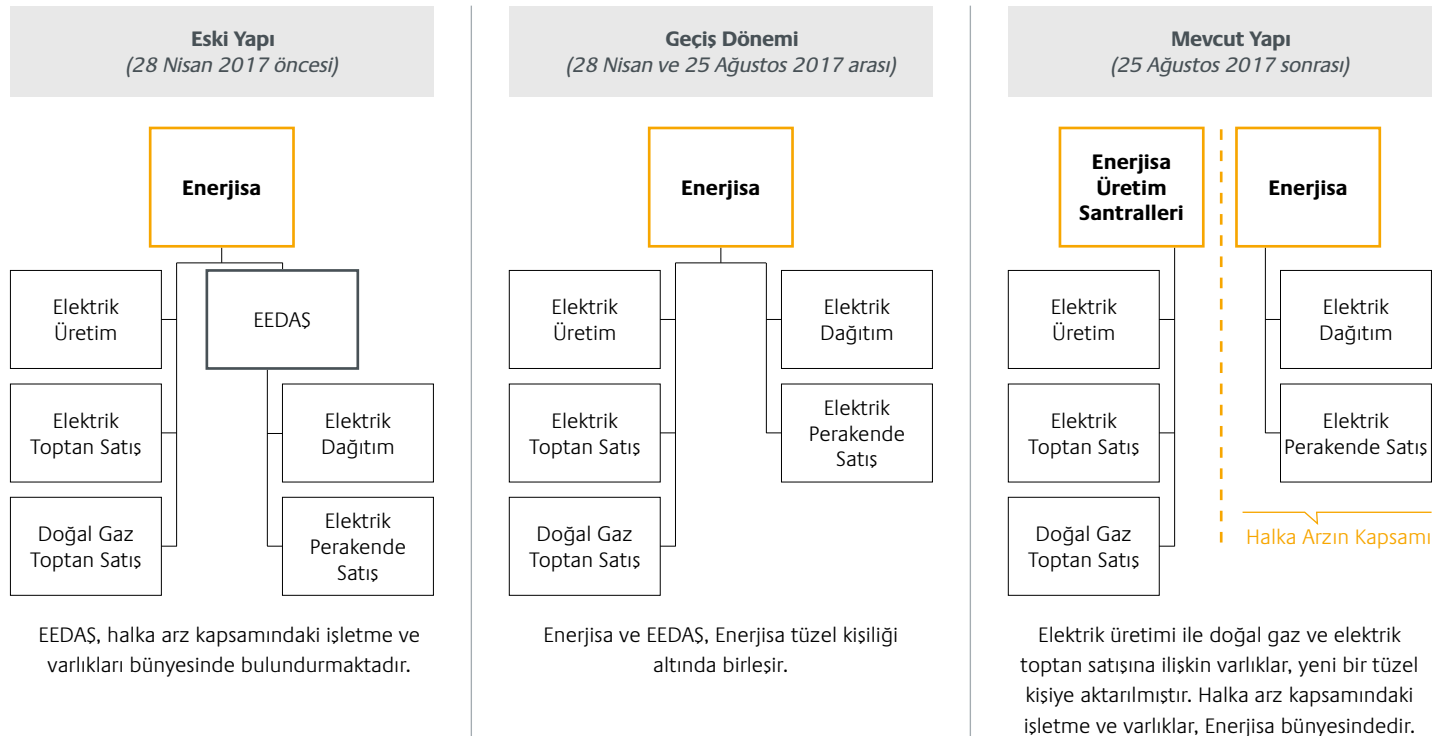 Eski Yapı
(28 Nisan 2017 öncesi)
Enerjisa
Elektrik
Üretim
EEDAŞ
Elektrik
Toptan Satış
Elektrik
Dağıtım
Doğal Gaz
Toptan Satış
Elektrik
Perakende
Satış
EEDAŞ, halka arz kapsamındaki işletme ve
varlıkları bünyesinde bulundurmaktadır.
Geçiş Dönemi
(28 Nisan ve 25 Ağustos 2017 arası)
Enerjisa
Elektrik
Üretim
Elektrik
Dağıtım
Elektrik
Toptan Satış
Elektrik
Perakende
Satış
Doğal Gaz
Toptan Satış
Enerjisa ve EEDAŞ, Enerjisa tüzel kişiliği
altında birleşir.
Mevcut Yapı
(25 Ağustos 2017 sonrası)
Enerjisa
Üretim
Santralleri
Enerjisa
Elektrik
Üretim
Elektrik
Dağıtım
Elektrik
Toptan Satış
Elektrik
Perakende Satış
Doğal Gaz
Toptan Satış
Halka Arzın Kapsamı
Elektrik üretimi ile doğal gaz ve elektrik
toptan satışına ilişkin varlıklar, yeni bir tüzel
kişiye aktarılmıştır. Halka arz kapsamındaki
işletme ve varlıklar, Enerjisa bünyesindedir.